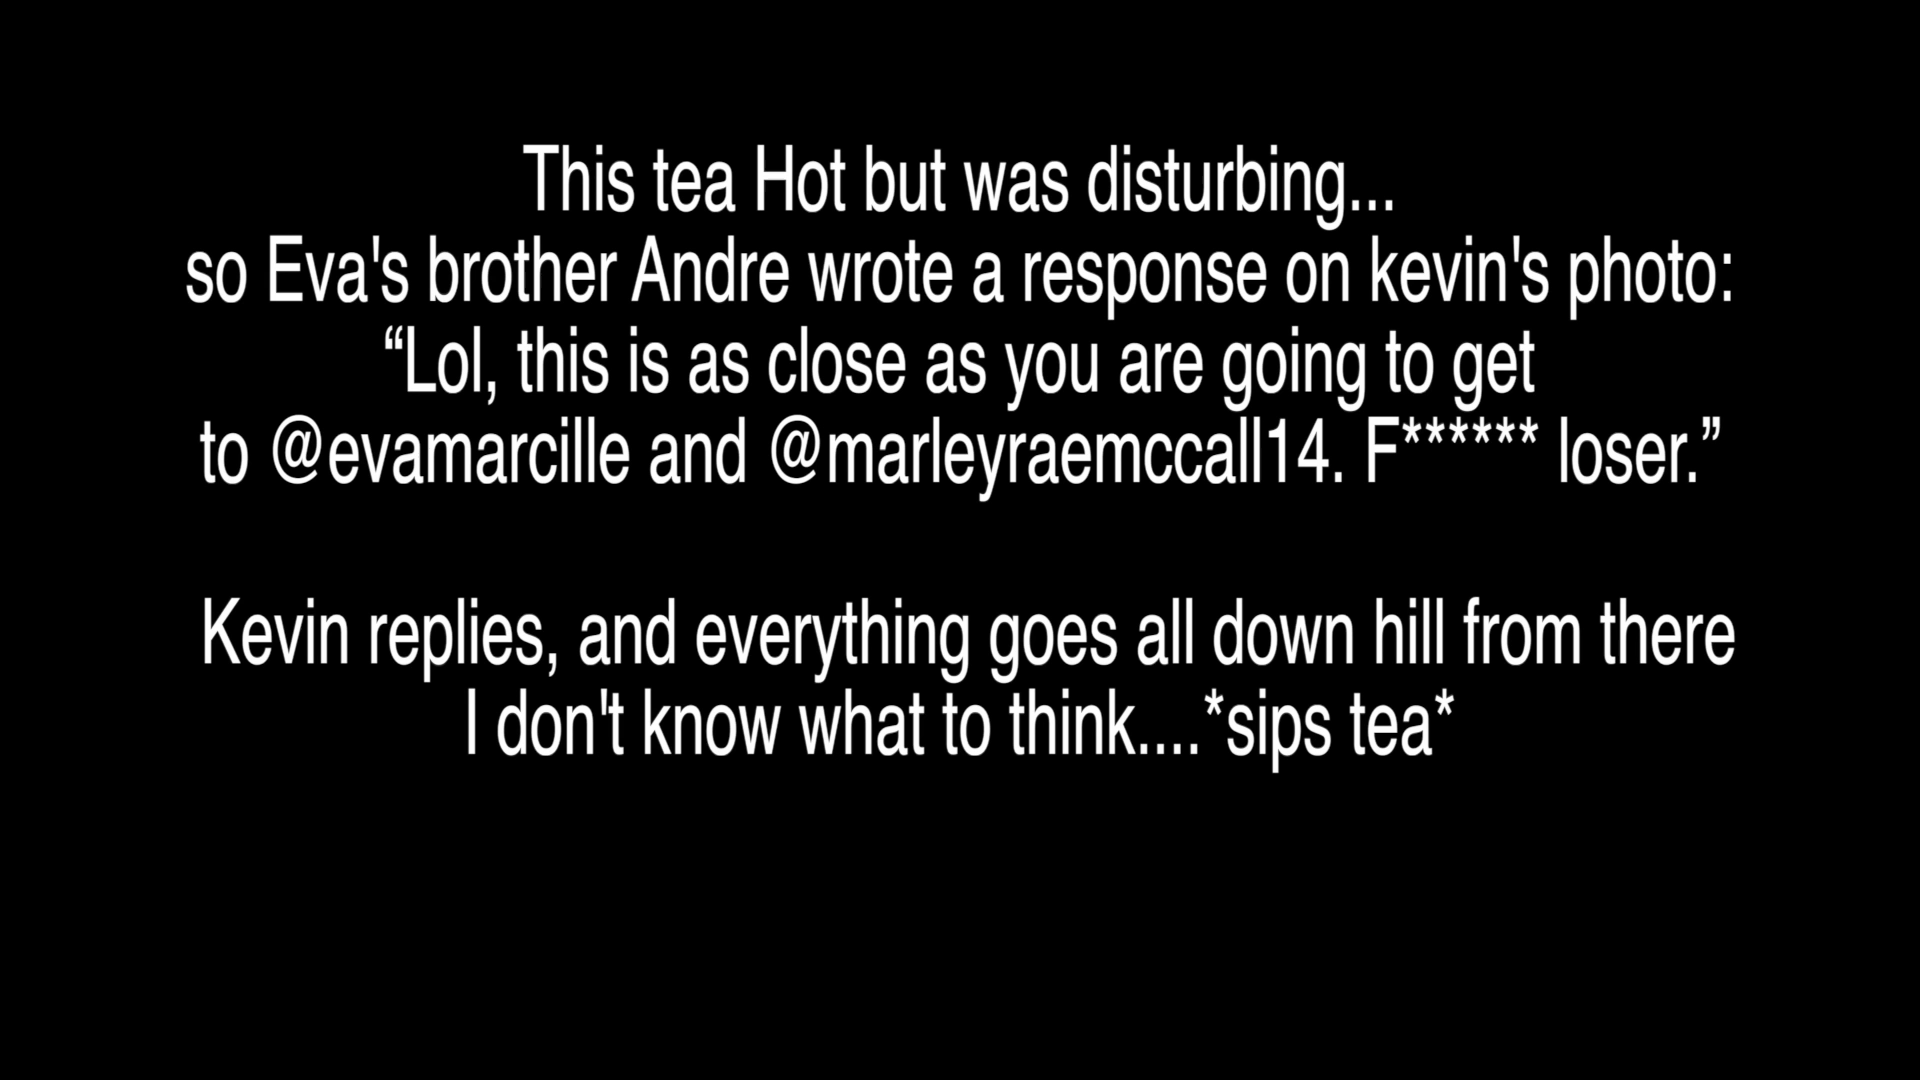 This tea Hot but was disturbing...
so Eva's brother Andre wrote a response on kevin's photo:
“Lol, this is as close as you are going to get
to @evamarcille and @marleyraemccall14. F****** loser.”
Kevin replies, and everything goes all down hill from there
I don't know what to think....*sips tea*